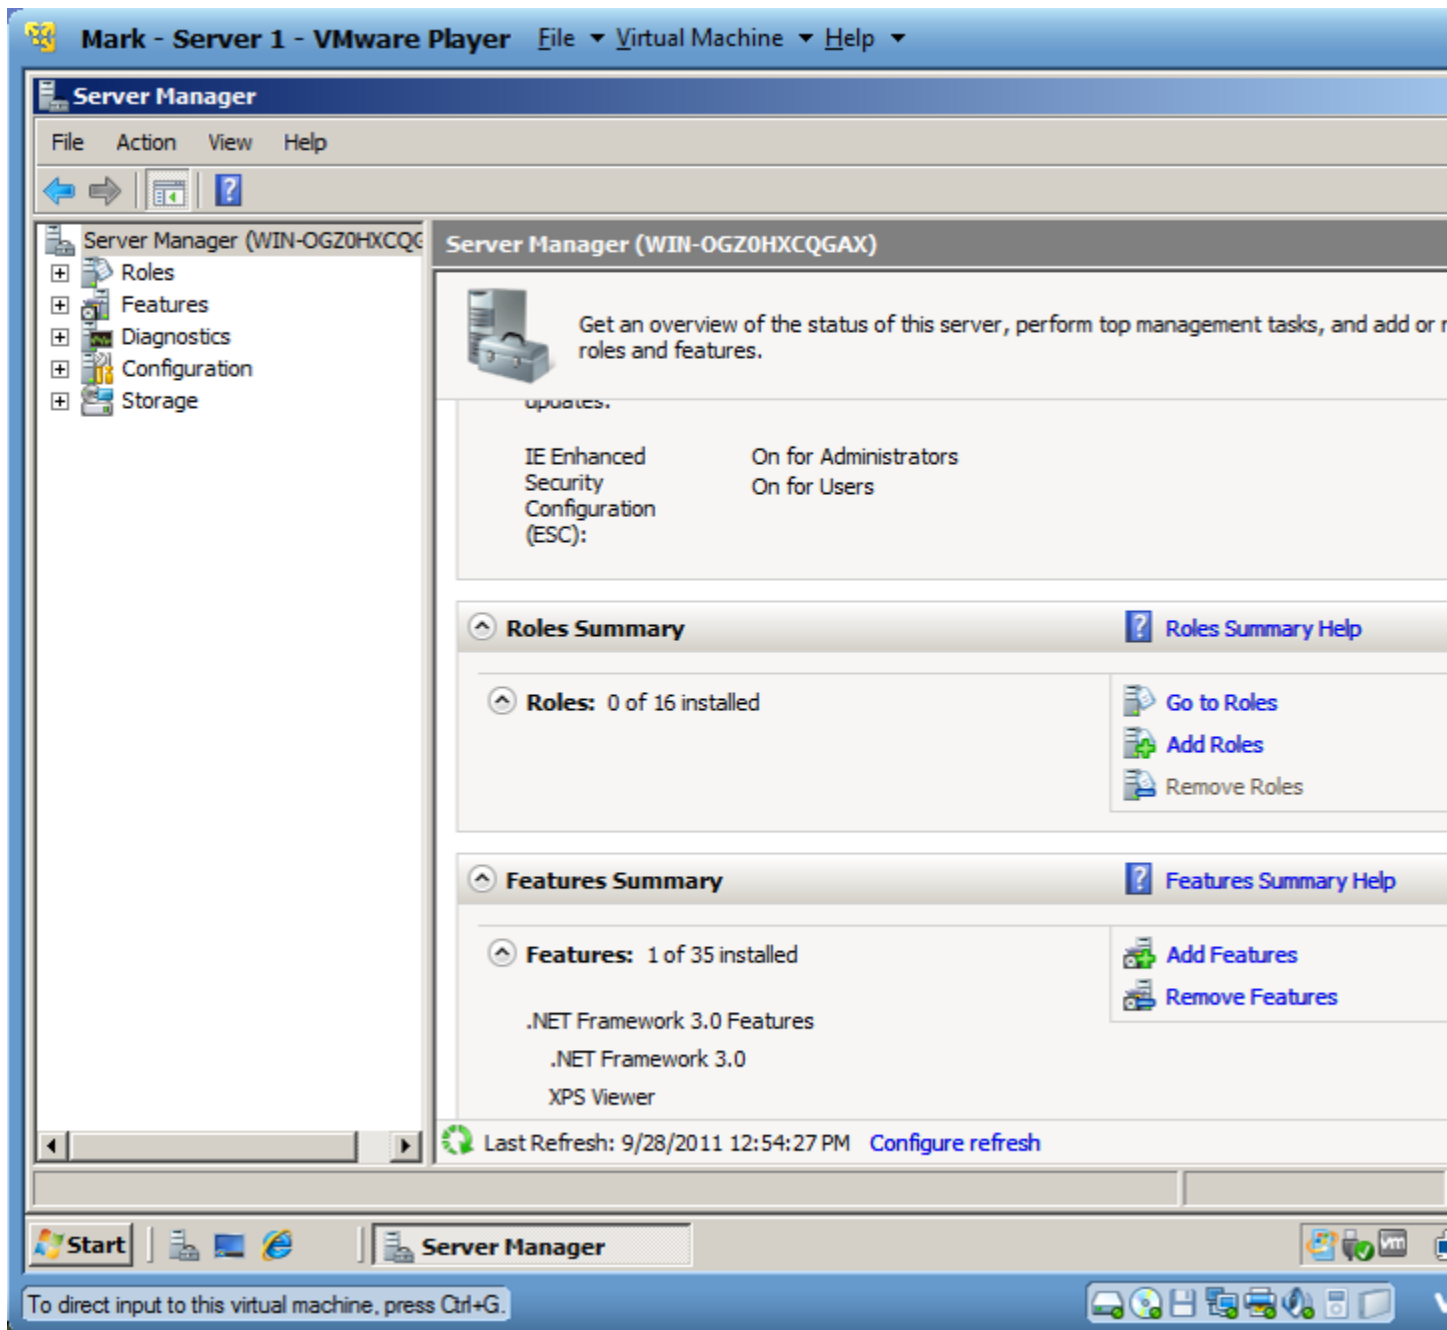 Mark - Server 1 - VMware Player File Virtual Machine Help
Server Manager
File Action View Help
Server Manager (WIN-OGZ0HXCQG
Roles
Features
Diagnostics
Configuration
Storage
Server Manager (WIN-OGZ0HXCQGAX)
Get an overview of the status of this server, perform top management tasks, and add or
roles and features.
updates.
IE Enhanced
Security
Configuration
(ESC):
On for Administrators
On for Users
Roles Summary
Roles Summary Help
Roles: 0 of 16 installed
Go to Roles
Add Roles
Remove Roles
Features Summary
Features Summary Help
Features: 1 of 35 installed
Add Features
Remove Features
.NET Framework 3.0 Features
.NET Framework 3.0
XPS Viewer
Last Refresh: 9/28/2011 12:54:27 PM Configure refresh
Start
Server Manager
vm
To direct input to this virtual machine, press Ctrl+G.